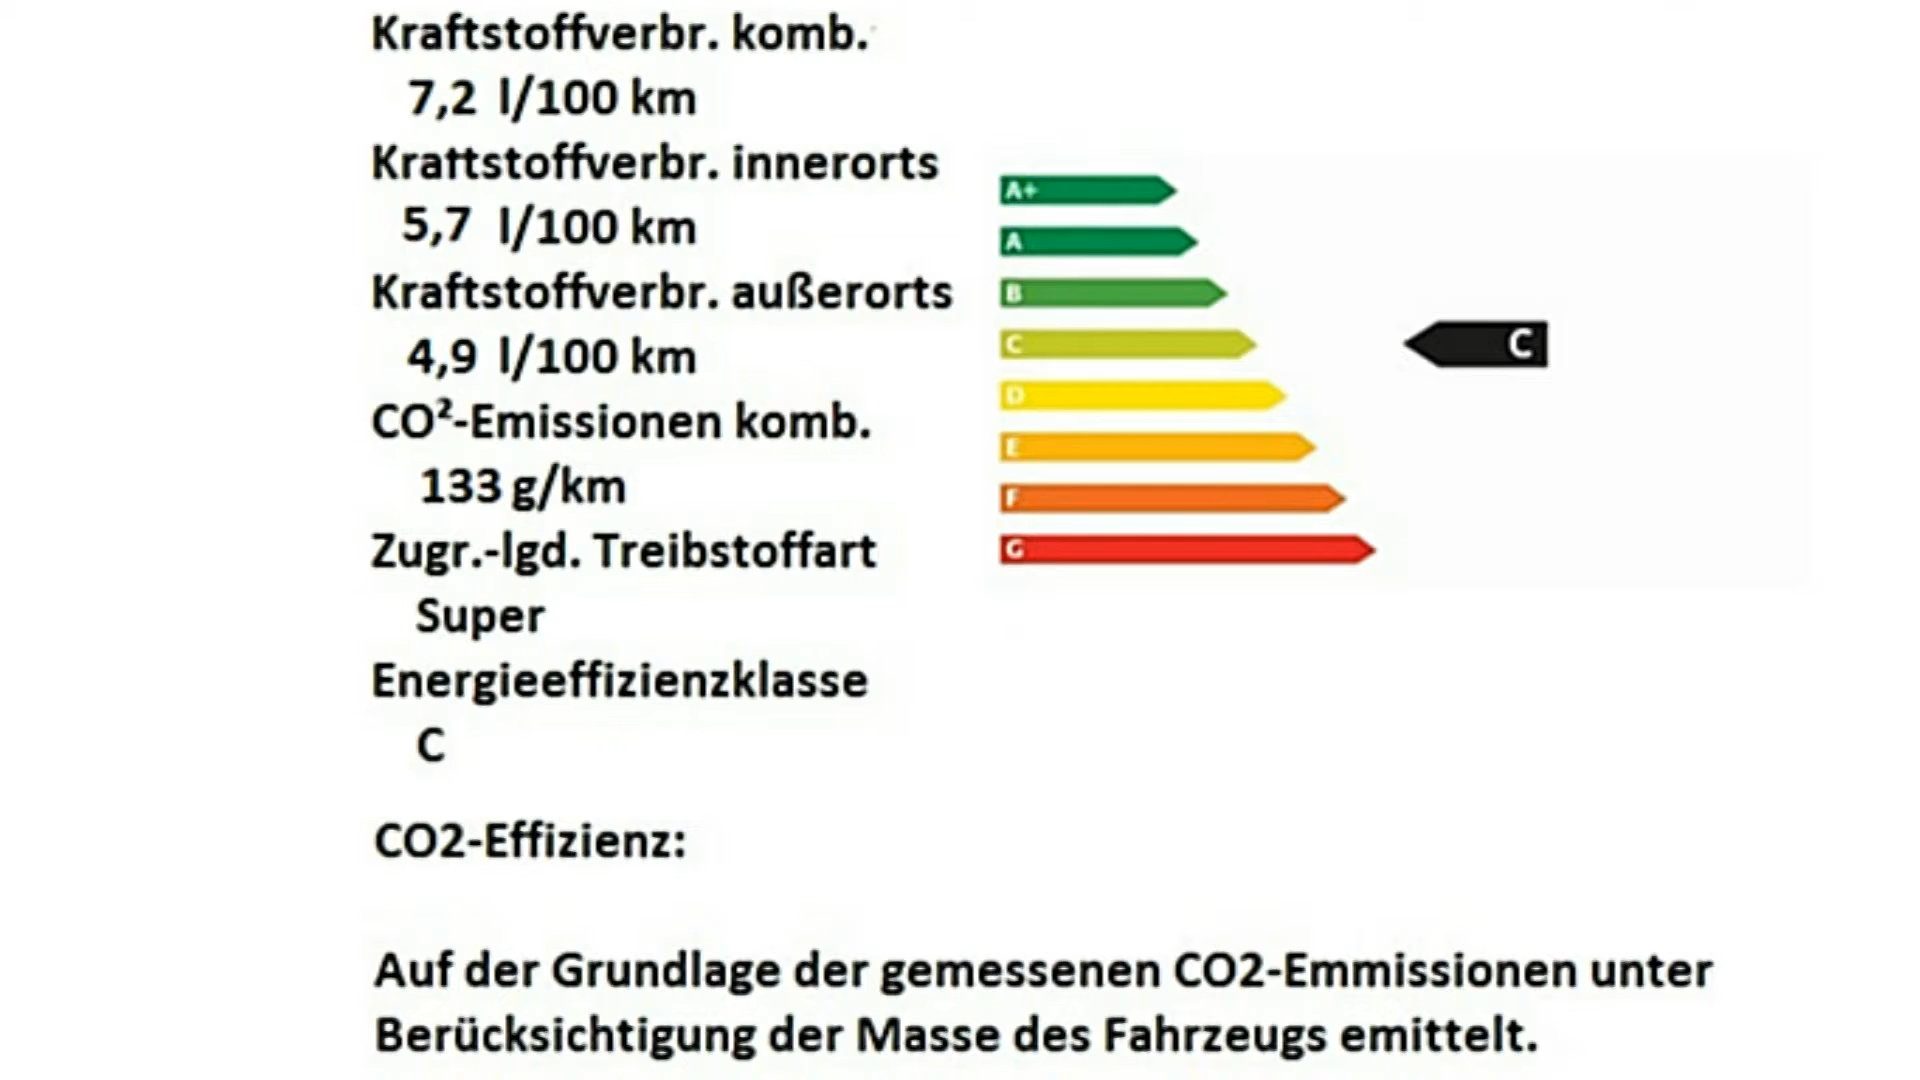 Kraftstoffverbr. komb.
7,2 l/100 km
Krattstoffverbr. innerorts
5,7 l/100 km
Kraftstoffverbr. außerorts
4,9 l/100 km
CO²-Emissionen komb.
133 g/km
Zugr.-lgd. Treibstoffart
Super
Energieeffizienzklasse
C
A+
A
B
C
C
D
E
F
G
CO2-Effizienz:
Auf der Grundlage der gemessenen CO2-Emmissionen unter
Berücksichtigung der Masse des Fahrzeugs emittelt.